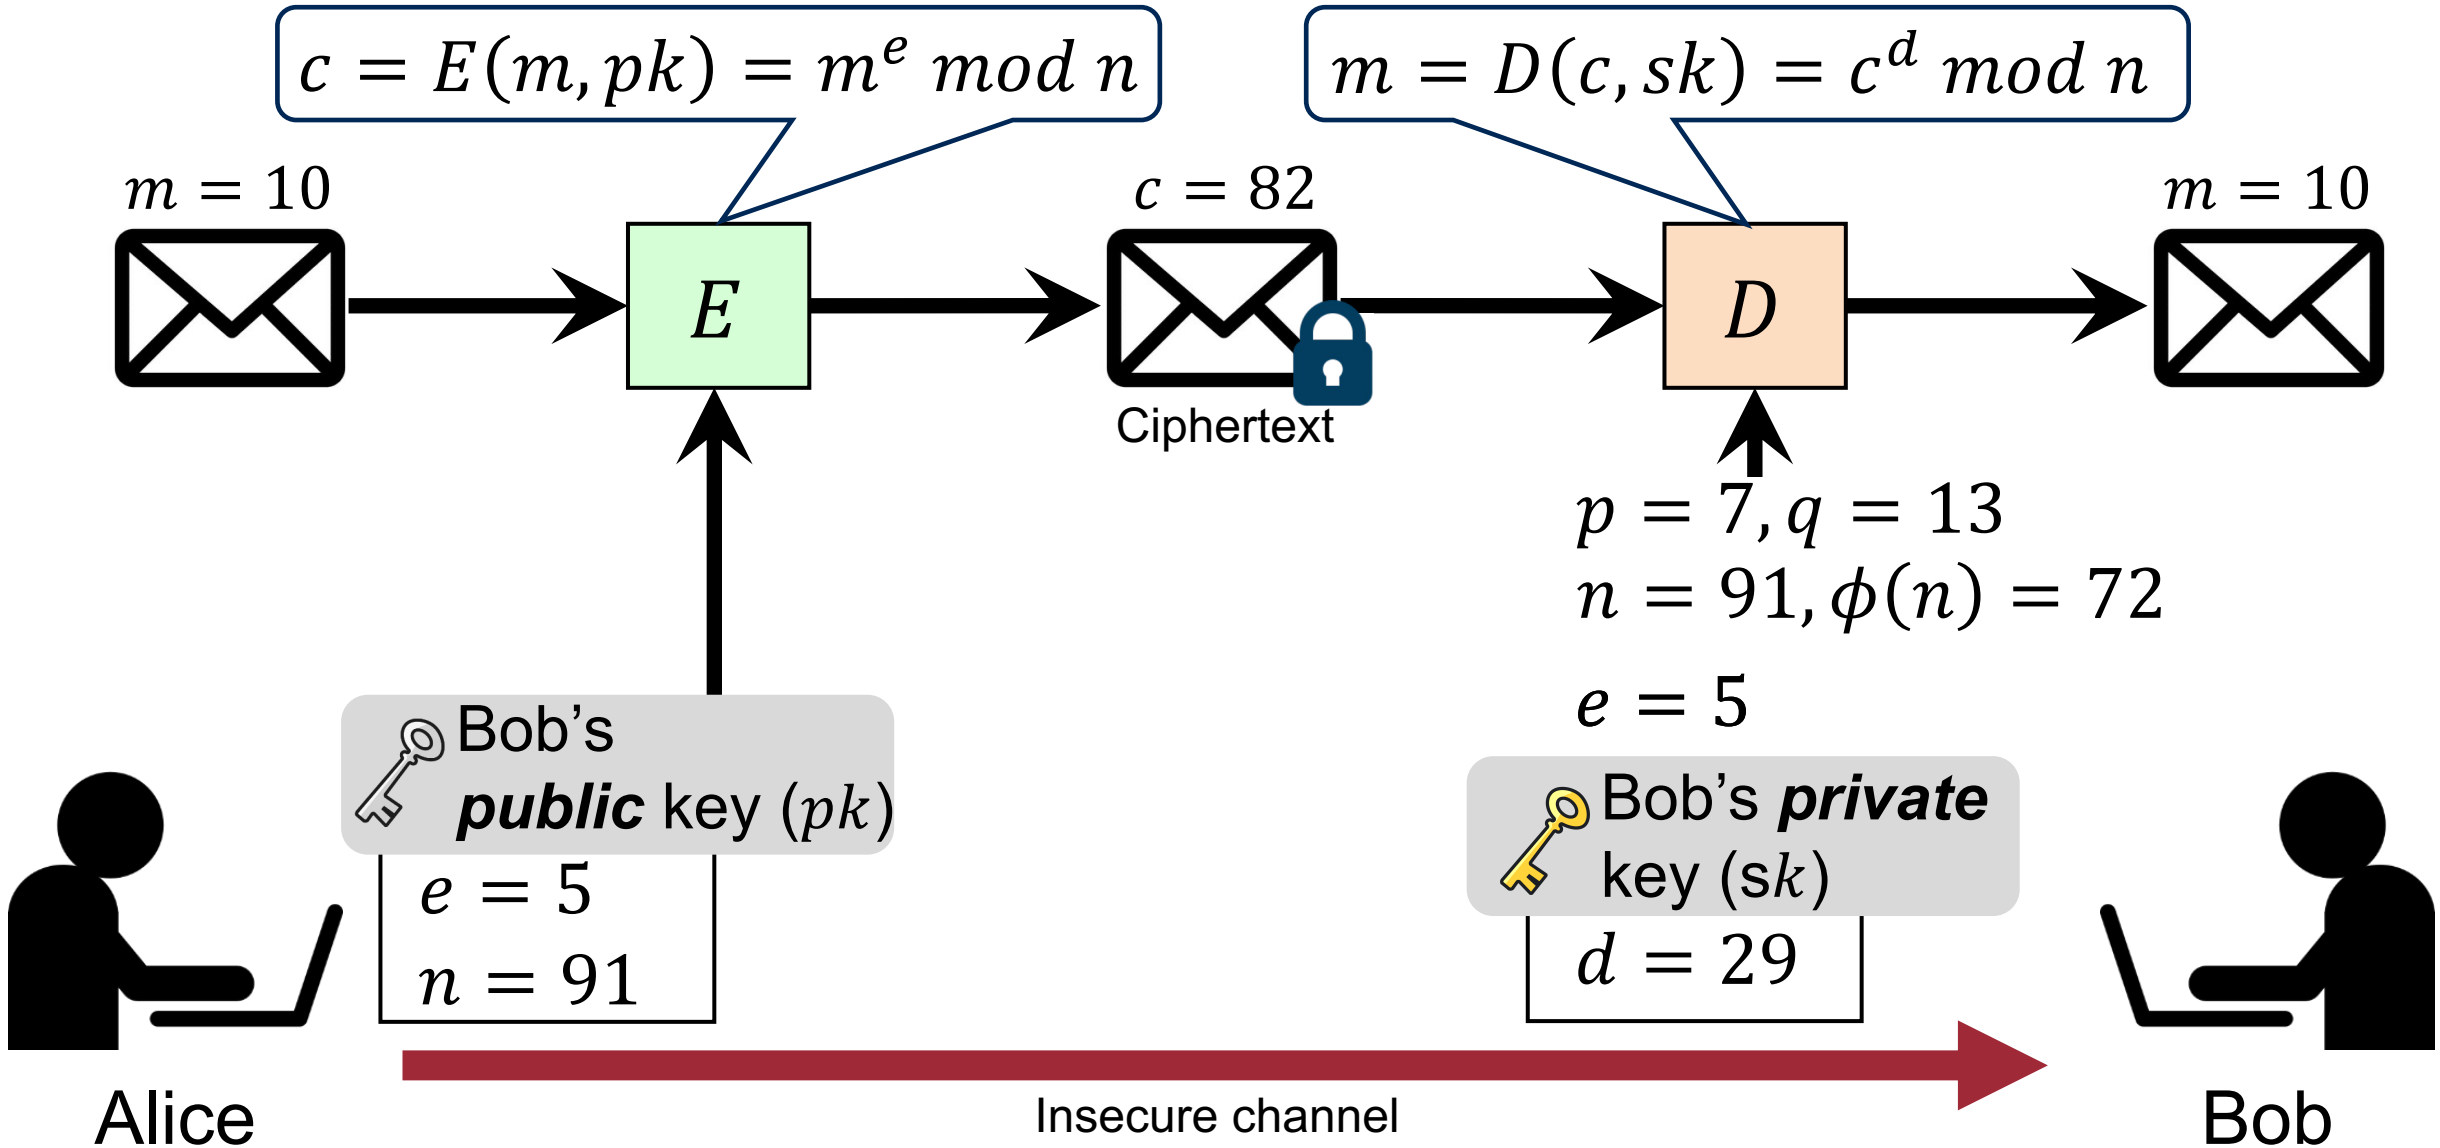 c = E(m, pk) = m^e mod n
m = D(c, sk) = c^d mod n
m = 10
c = 82
m = 10
E
D
Ciphertext
p = 7, q = 13
n = 91, ϕ(n) = 72
e = 5
Bob's
public key (pk)
e = 5
n = 91
Bob's private
key (sk)
d = 29
Insecure channel
Alice
Bob